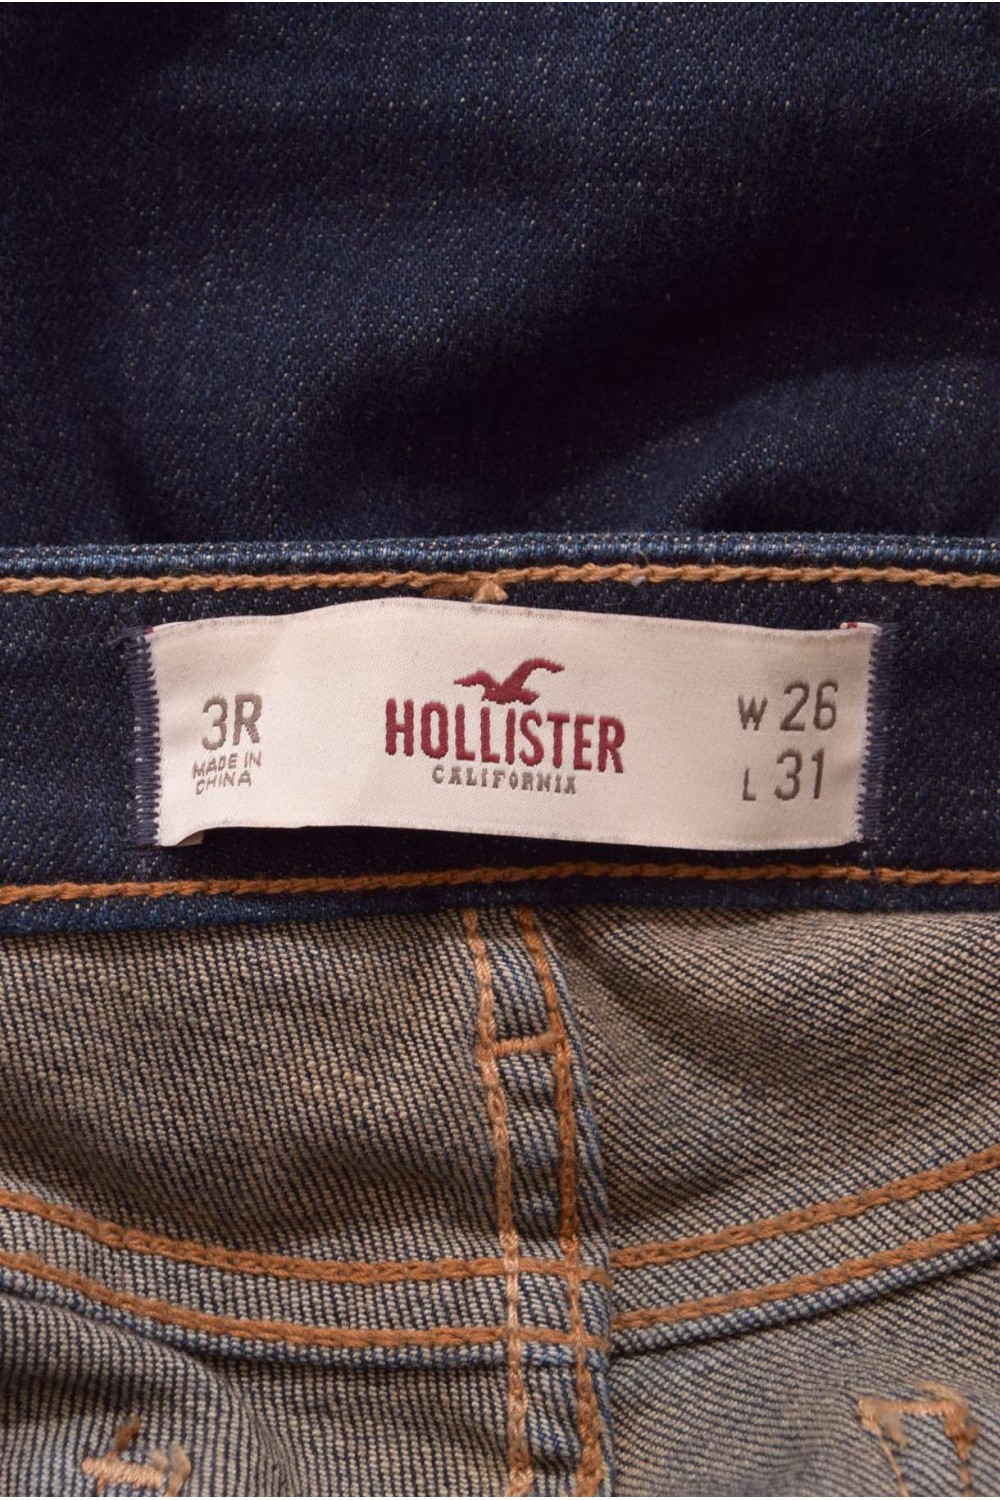 3R
MADE IN
CHINA
HOLLISTER
CALIFORNIA
W 26
L 31